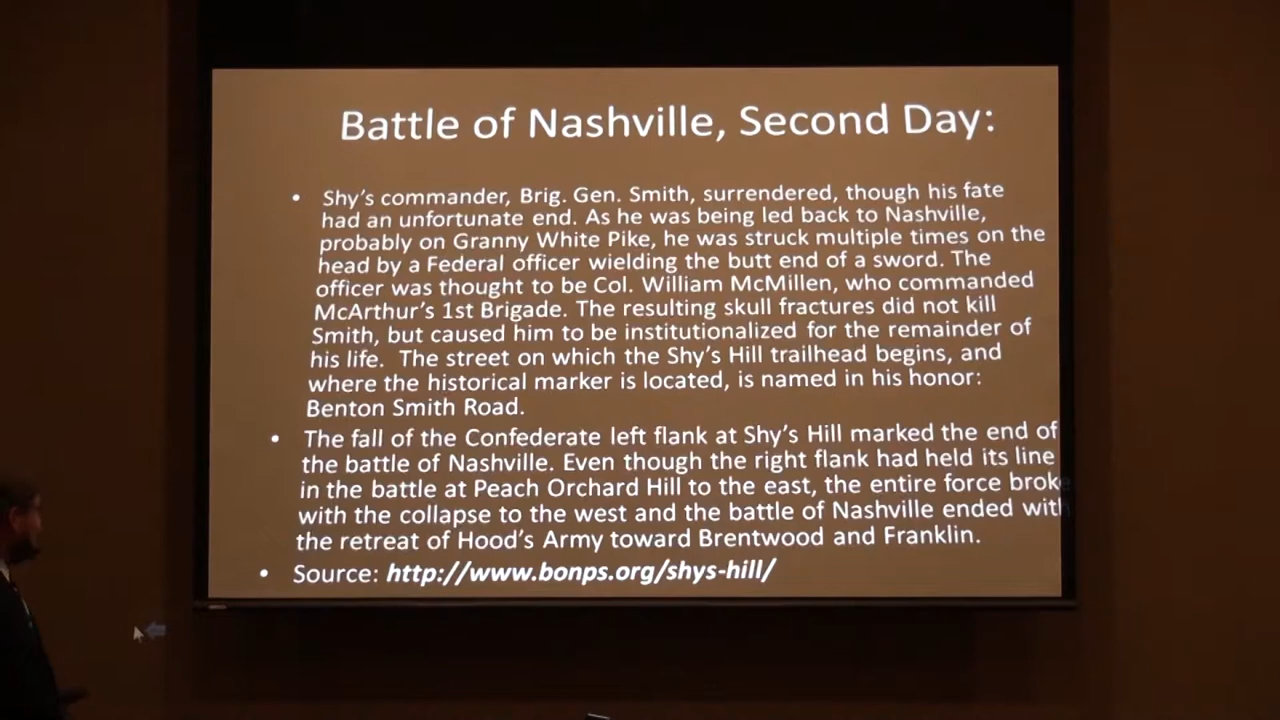 Battle of Nashville, Second Day:
• Shy's commander, Brig. Gen. Smith, surrendered, though his fate
had an unfortunate end. As he was being led back to Nashville,
probably on Granny White Pike, he was struck multiple times on the
head by a Federal officer wielding the butt end of a sword. The
officer was thought to be Col. William McMillen, who commanded
McArthur's 1st Brigade. The resulting skull fractures did not kill
Smith, but caused him to be institutionalized for the remainder of
his life. The street on which the Shy's Hill trailhead begins, and
where the historical marker is located, is named in his honor:
Benton Smith Road.
• The fall of the Confederate left flank at Shy's Hill marked the end of
the battle of Nashville. Even though the right flank had held its line
in the battle at Peach Orchard Hill to the east, the entire force broke
with the collapse to the west and the battle of Nashville ended with
the retreat of Hood's Army toward Brentwood and Franklin.
• Source: http://www.bonps.org/shys-hill/